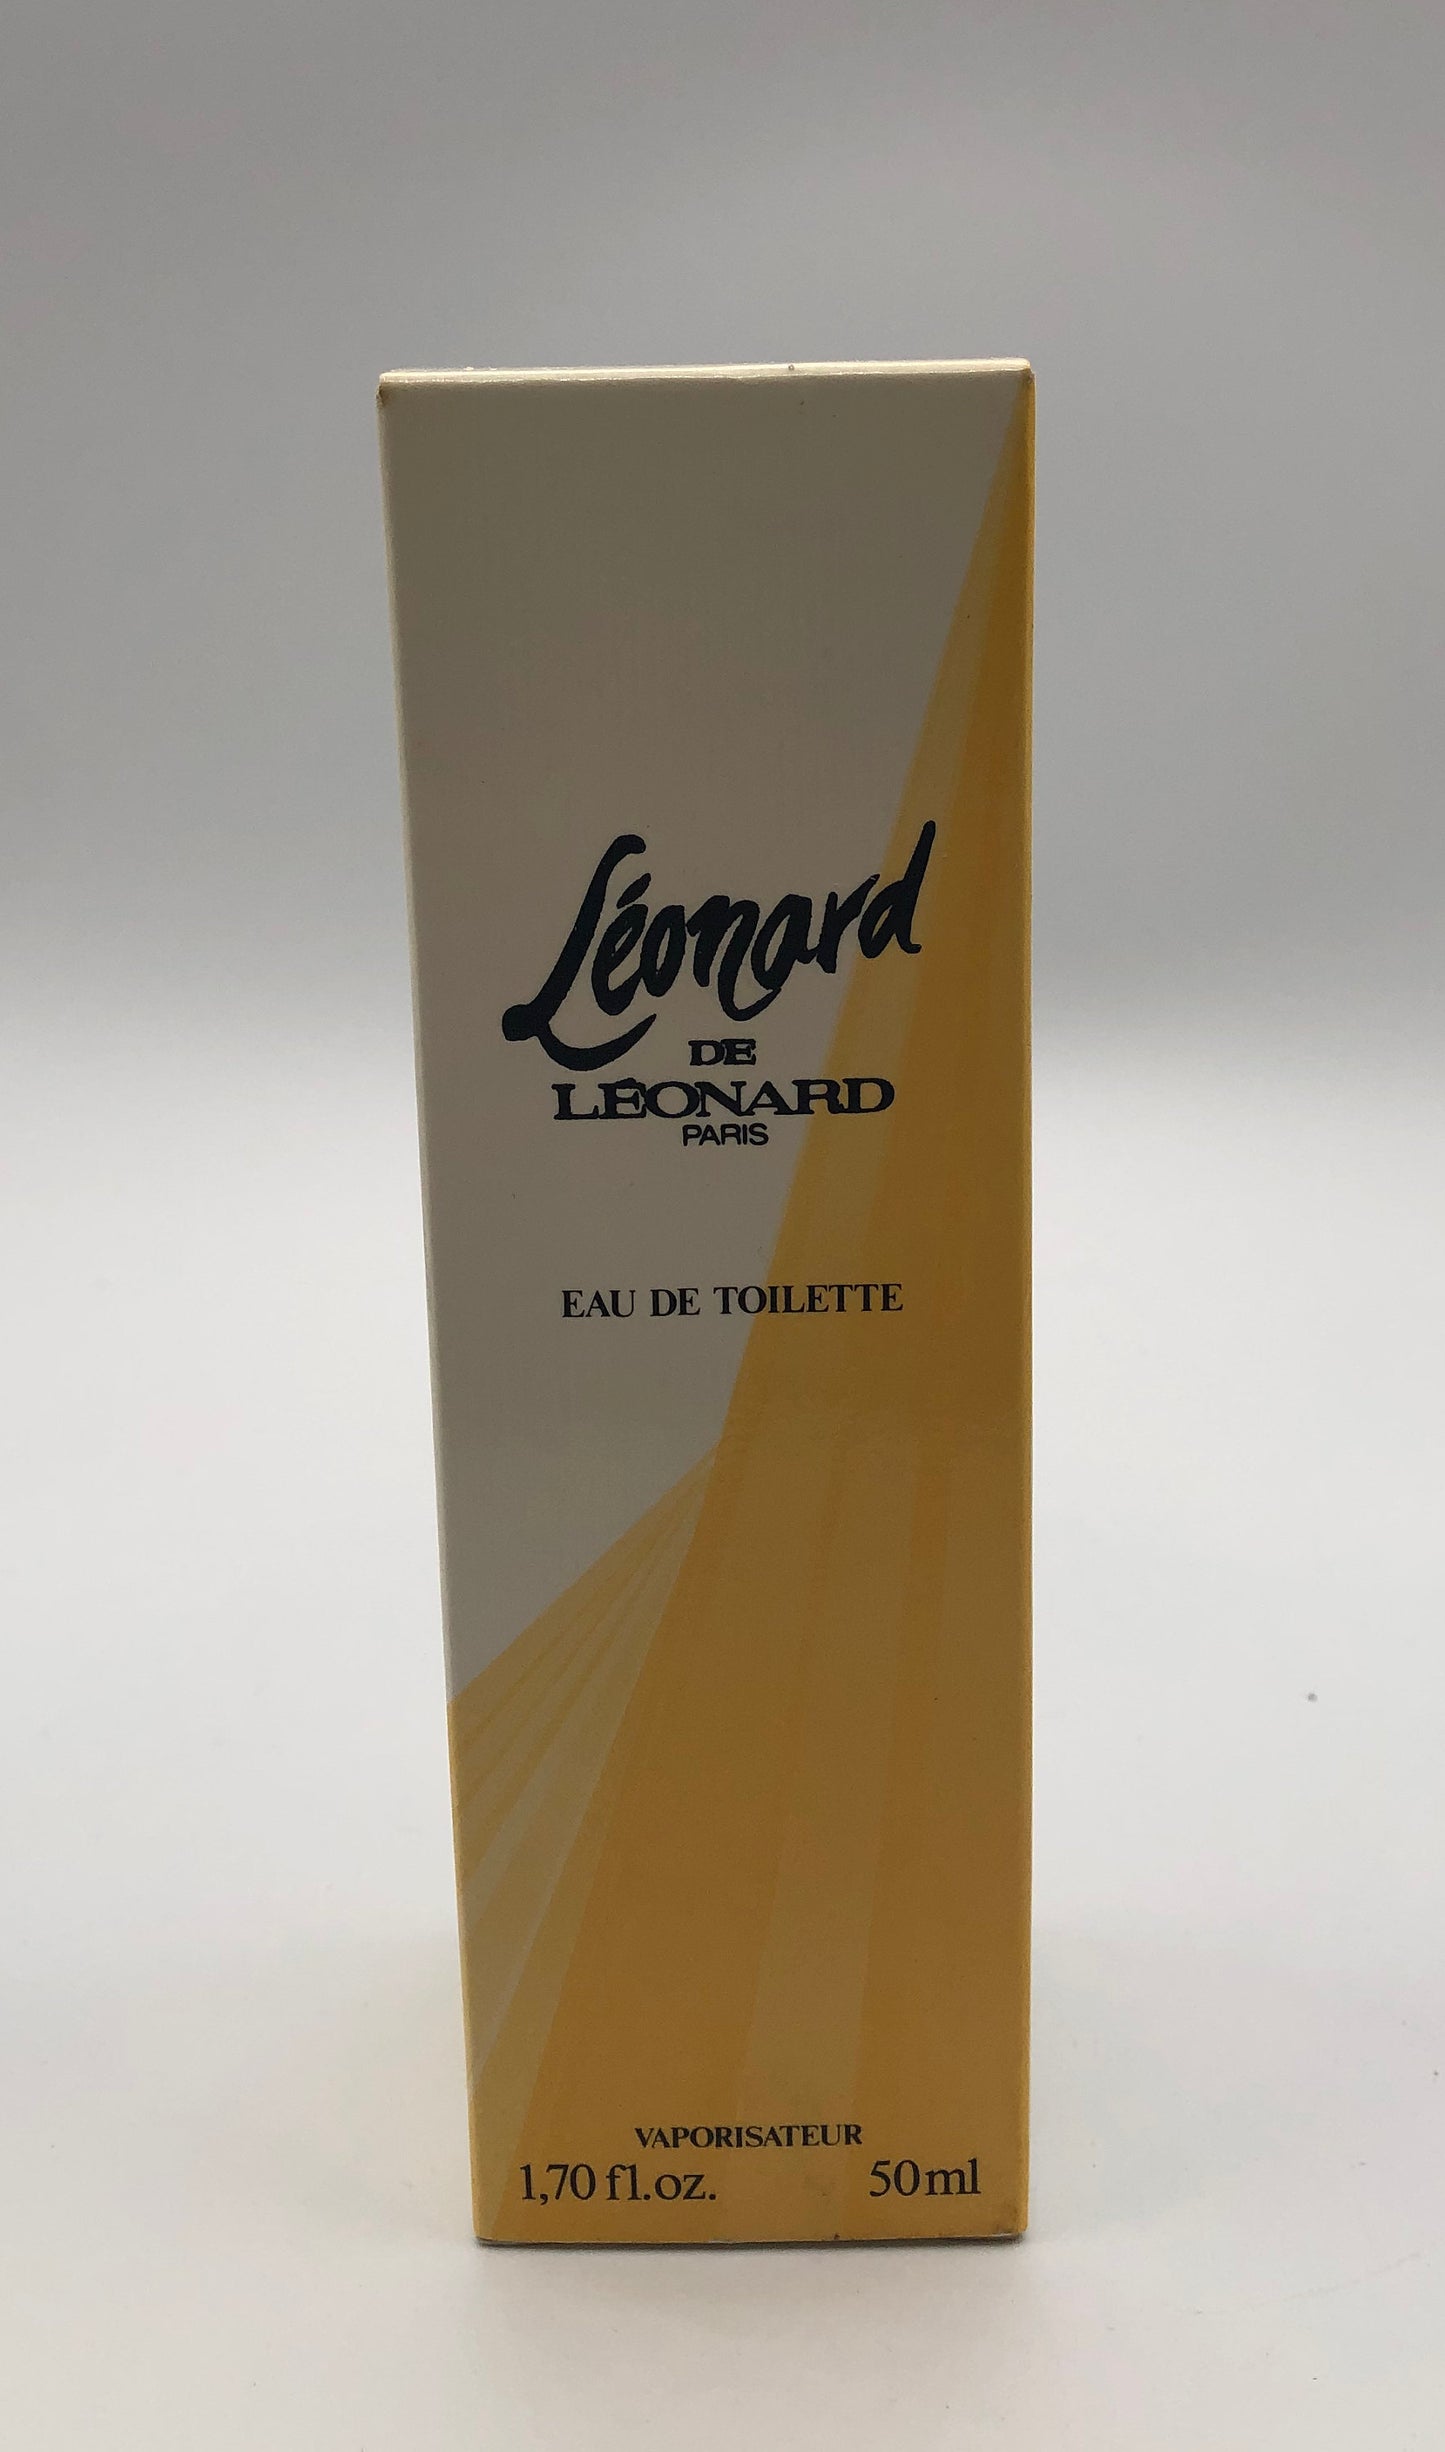 Léonard
DE
LÉONARD
PARIS
EAU DE TOILETTE
VAPORISATEUR
1,70 fl.oz. 50ml